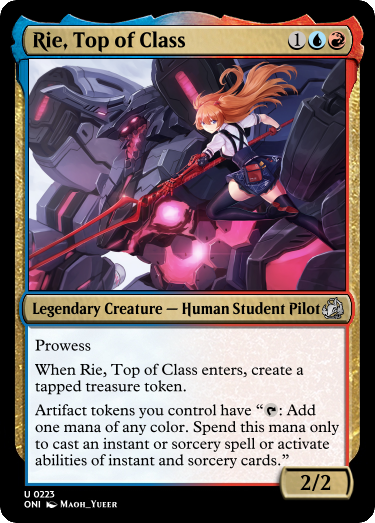 Rie, Top of Class 1
Legendary Creature — Human Student Pilot
Prowess
When Rie, Top of Class enters, create a
tapped treasure token.
Artifact tokens you control have “: Add
one mana of any color. Spend this mana only
to cast an instant or sorcery spell or activate
abilities of instant and sorcery cards.”
2/2
U 0223
ONI Maoh_Yueer